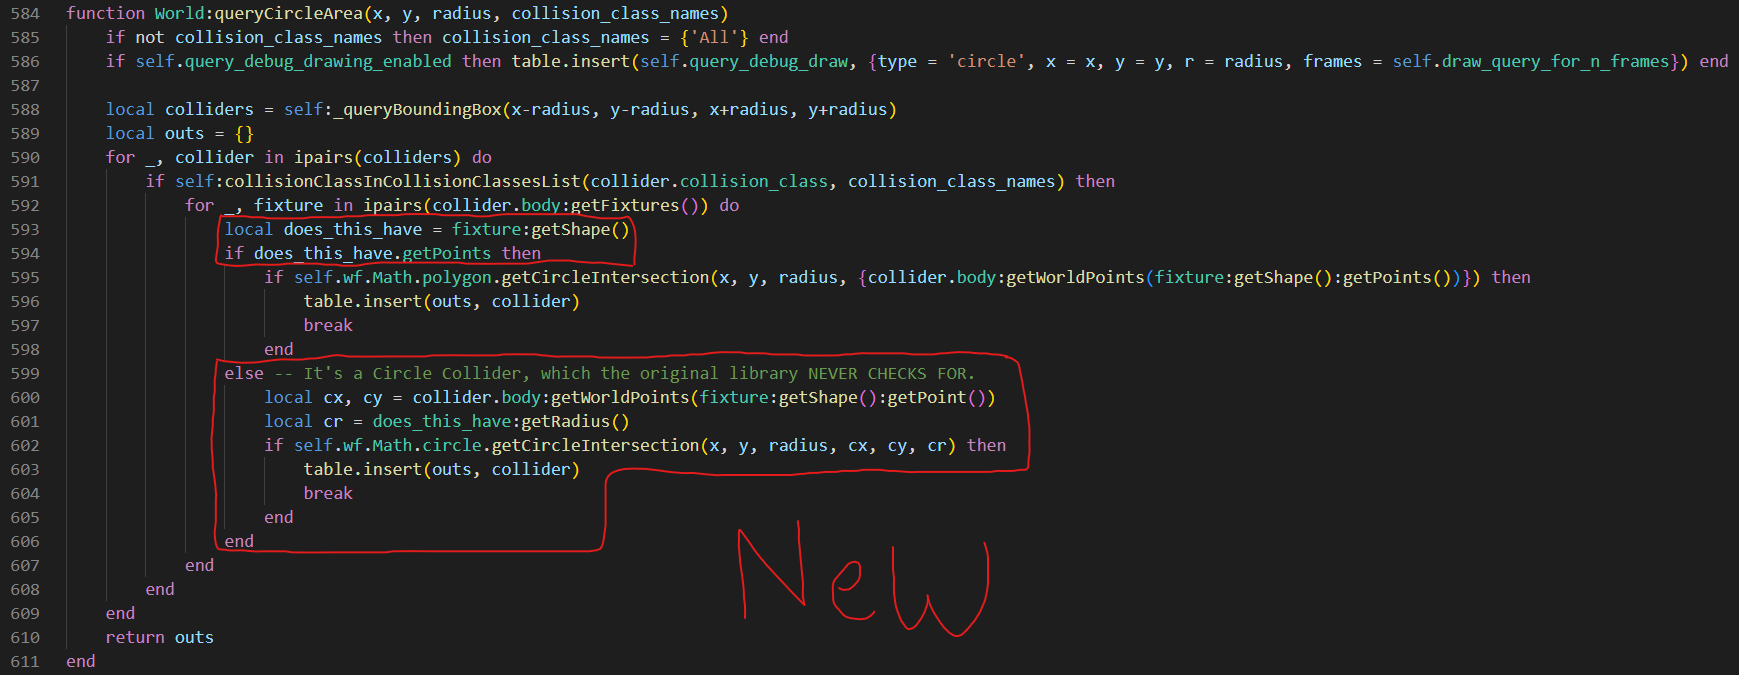 584 function World:queryCircleArea(x, y, radius, collision_class_names)
585 if not collision_class_names then collision_class_names = {'All'} end
586 if self.query_debug_drawing_enabled then table.insert(self.query_debug_draw, {type = 'circle', x = x, y = y, r = radius, frames = self.draw_query_for_n_frames}) end
587
588 local colliders = self:_queryBoundingBox(x-radius, y-radius, x+radius, y+radius)
589 local outs = {}
590 for _, collider in ipairs(colliders) do
591 if self:collisionClassInCollisionClassesList(collider.collision_class, collision_class_names) then
592 for _, fixture in ipairs(collider.body:getFixtures()) do
593 local does_this_have = fixture:getShape()
594 if does_this_have.getPoints then
595 if self.wf.Math.polygon.getCircleIntersection(x, y, radius, {collider.body:getWorldPoints(fixture:getShape():getPoints())}) then
596 table.insert(outs, collider)
597 break
598 end
599 else -- It's a Circle Collider, which the original library NEVER CHECKS FOR.
600 local cx, cy = collider.body:getWorldPoints(fixture:getShape():getPoint())
601 local cr = does_this_have:getRadius()
602 if self.wf.Math.circle.getCircleIntersection(x, y, radius, cx, cy, cr) then
603 table.insert(outs, collider)
604 break
605 end
606 end
607 end
608 end
609 end
610 return outs
611 end
New